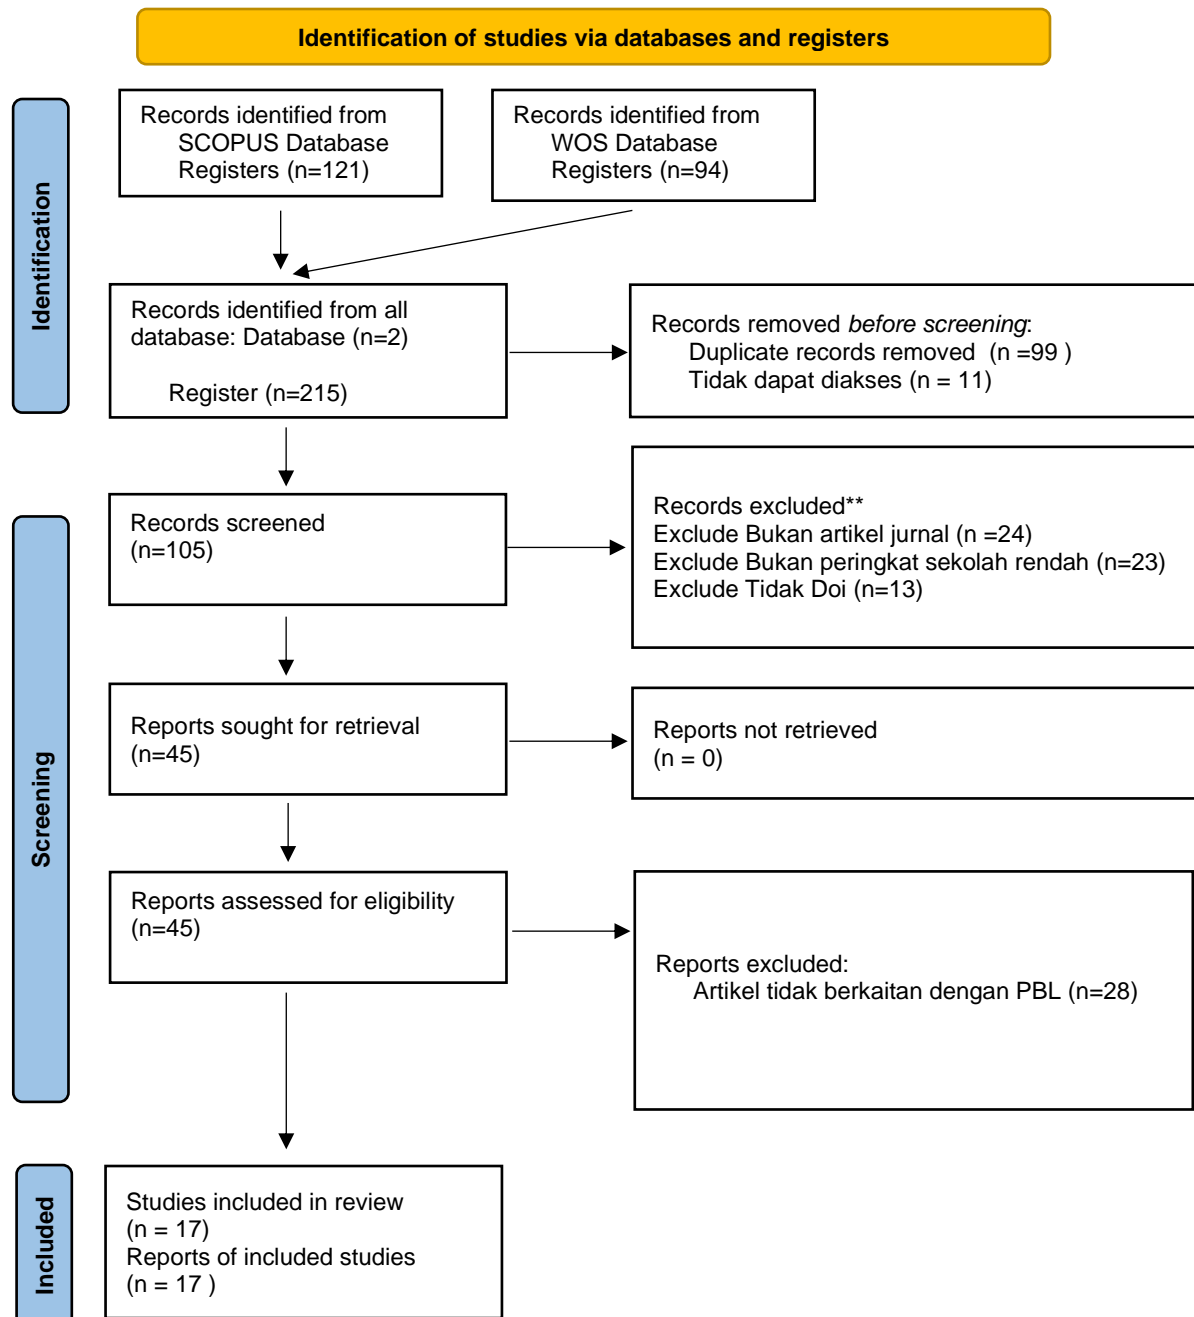 Identification of studies via databases and registers
Identification
Records identified from
SCOPUS Database
Registers (n=121)
Records identified from
WOS Database
Registers (n=94)
Records identified from all
database: Database (n=2)
Register (n=215)
Records removed before screening:
Duplicate records removed (n =99 )
Tidak dapat diakses (n = 11)
Screening
Records screened
(n=105)
Records excluded**
Exclude Bukan artikel jurnal (n =24)
Exclude Bukan peringkat sekolah rendah (n=23)
Exclude Tidak Doi (n=13)
Reports sought for retrieval
(n=45)
Reports not retrieved
(n = 0)
Reports assessed for eligibility
(n=45)
Reports excluded:
Artikel tidak berkaitan dengan PBL (n=28)
Included
Studies included in review
(n = 17)
Reports of included studies
(n = 17 )